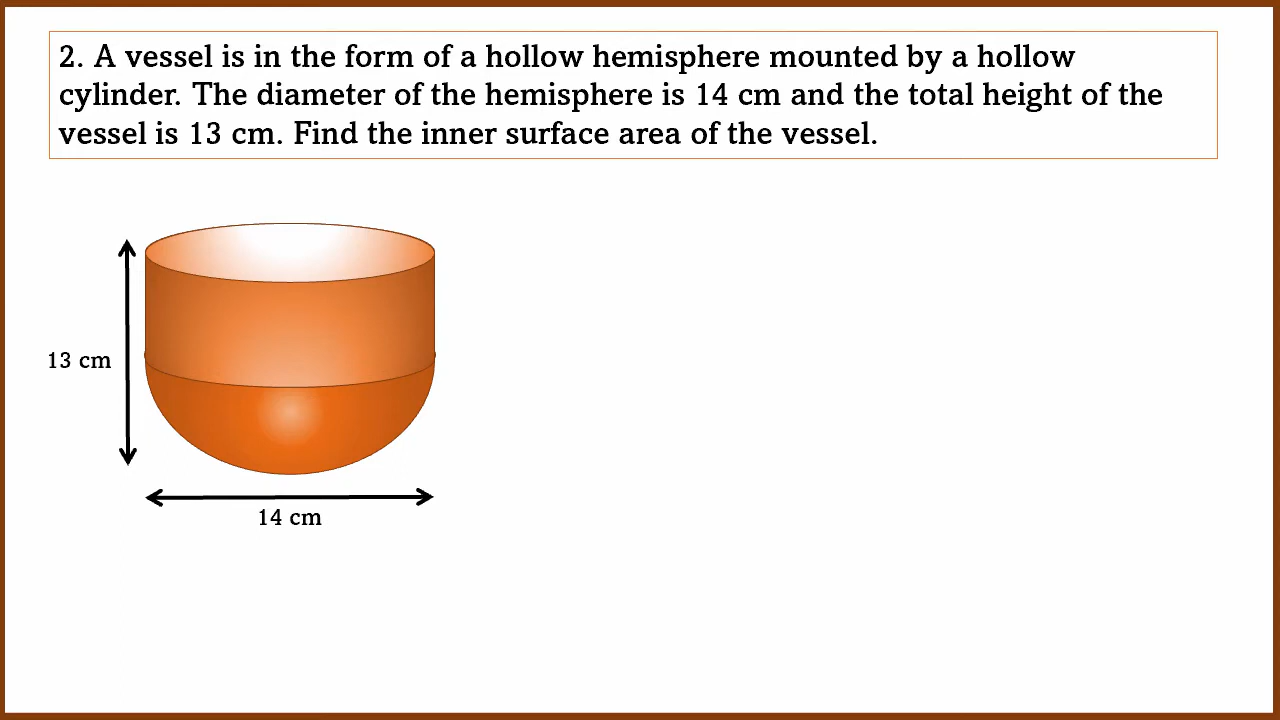 2. A vessel is in the form of a hollow hemisphere mounted by a hollow
cylinder. The diameter of the hemisphere is 14 cm and the total height of the
vessel is 13 cm. Find the inner surface area of the vessel.
13 cm
14 cm